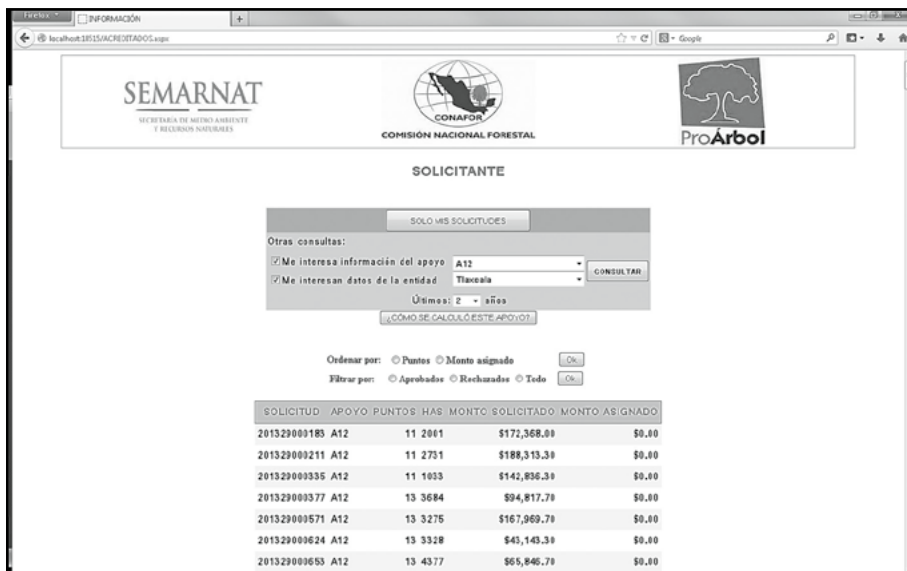 Firefox
INFORMACIÓN
+
localhost:18515/ACREDITADOS.aspx
Google
SEMARNAT
SECRETARÍA DE MEDIO AMBIENTE
Y RECURSOS NATURALES
CONAFOR
COMISIÓN NACIONAL FORESTAL
ProÁrbol
SOLICITANTE
SOLO MIS SOLICITUDES
Otras consultas:
Me interesa información del apoyo A12
CONSULTAR
Me interesan datos de la entidad Tlaxcala
Últimos: 2 años
¿CÓMO SE CALCULÓ ESTE APOYO?
Ordenar por: Puntos Monto asignado Ok
Filtrar por: Aprobados Rechazados Todo Ok
SOLICITUD APOYO PUNTOS HAS MONTO SOLICITADO MONTO ASIGNADO
201329000183 A12 11 2001 $172,368.00 $0.00
201329000211 A12 11 2731 $188,313.30 $0.00
201329000335 A12 11 1033 $142,836.30 $0.00
201329000377 A12 13 3684 $94,817.70 $0.00
201329000571 A12 13 3275 $167,969.70 $0.00
201329000624 A12 13 3328 $43,143.30 $0.00
201329000653 A12 13 4377 $65,846.70 $0.00